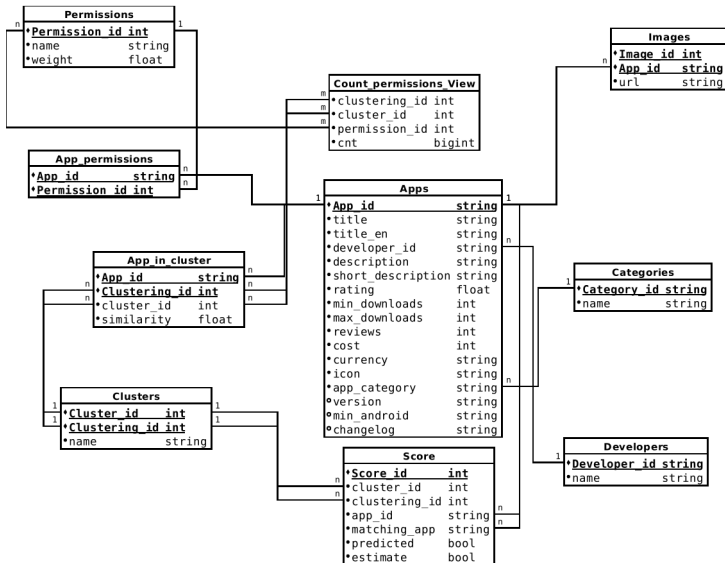 Permissions
n
1
Permission_id int
name string
weight float
Images
Image_id int
n
App_id string
url string
Count_permissions_View
m
clustering_id int
m
cluster_id int
m
permission_id int
cnt bigint
App_permissions
App_id string
n
Permission_id int
n
Apps
1
App_id string
1
title string
title_en string
developer_id string
n
description string
short_description string
rating float
min_downloads int
max_downloads int
reviews int
cost int
currency string
icon string
app_category string
n
version string
min_android string
changelog string
App_in_cluster
App_id string
n
n
Clustering_id int
n
n
cluster_id int
n
similarity float
Categories
1
Category_id string
name string
Clusters
1
Cluster_id int
1
1
Clustering_id int
1
name string
Developers
1
Developer_id string
name string
Score
Score_id int
n
cluster_id int
n
clustering_id int
app_id string
n
matching_app string
n
predicted bool
estimate bool